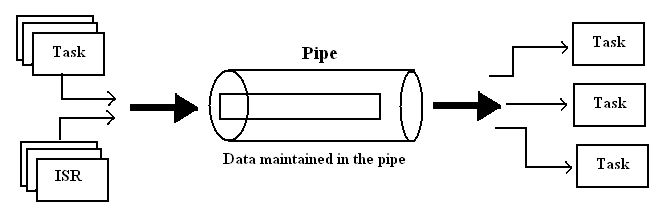 Task
ISR
Pipe
Data maintained in the pipe
Task
Task
Task